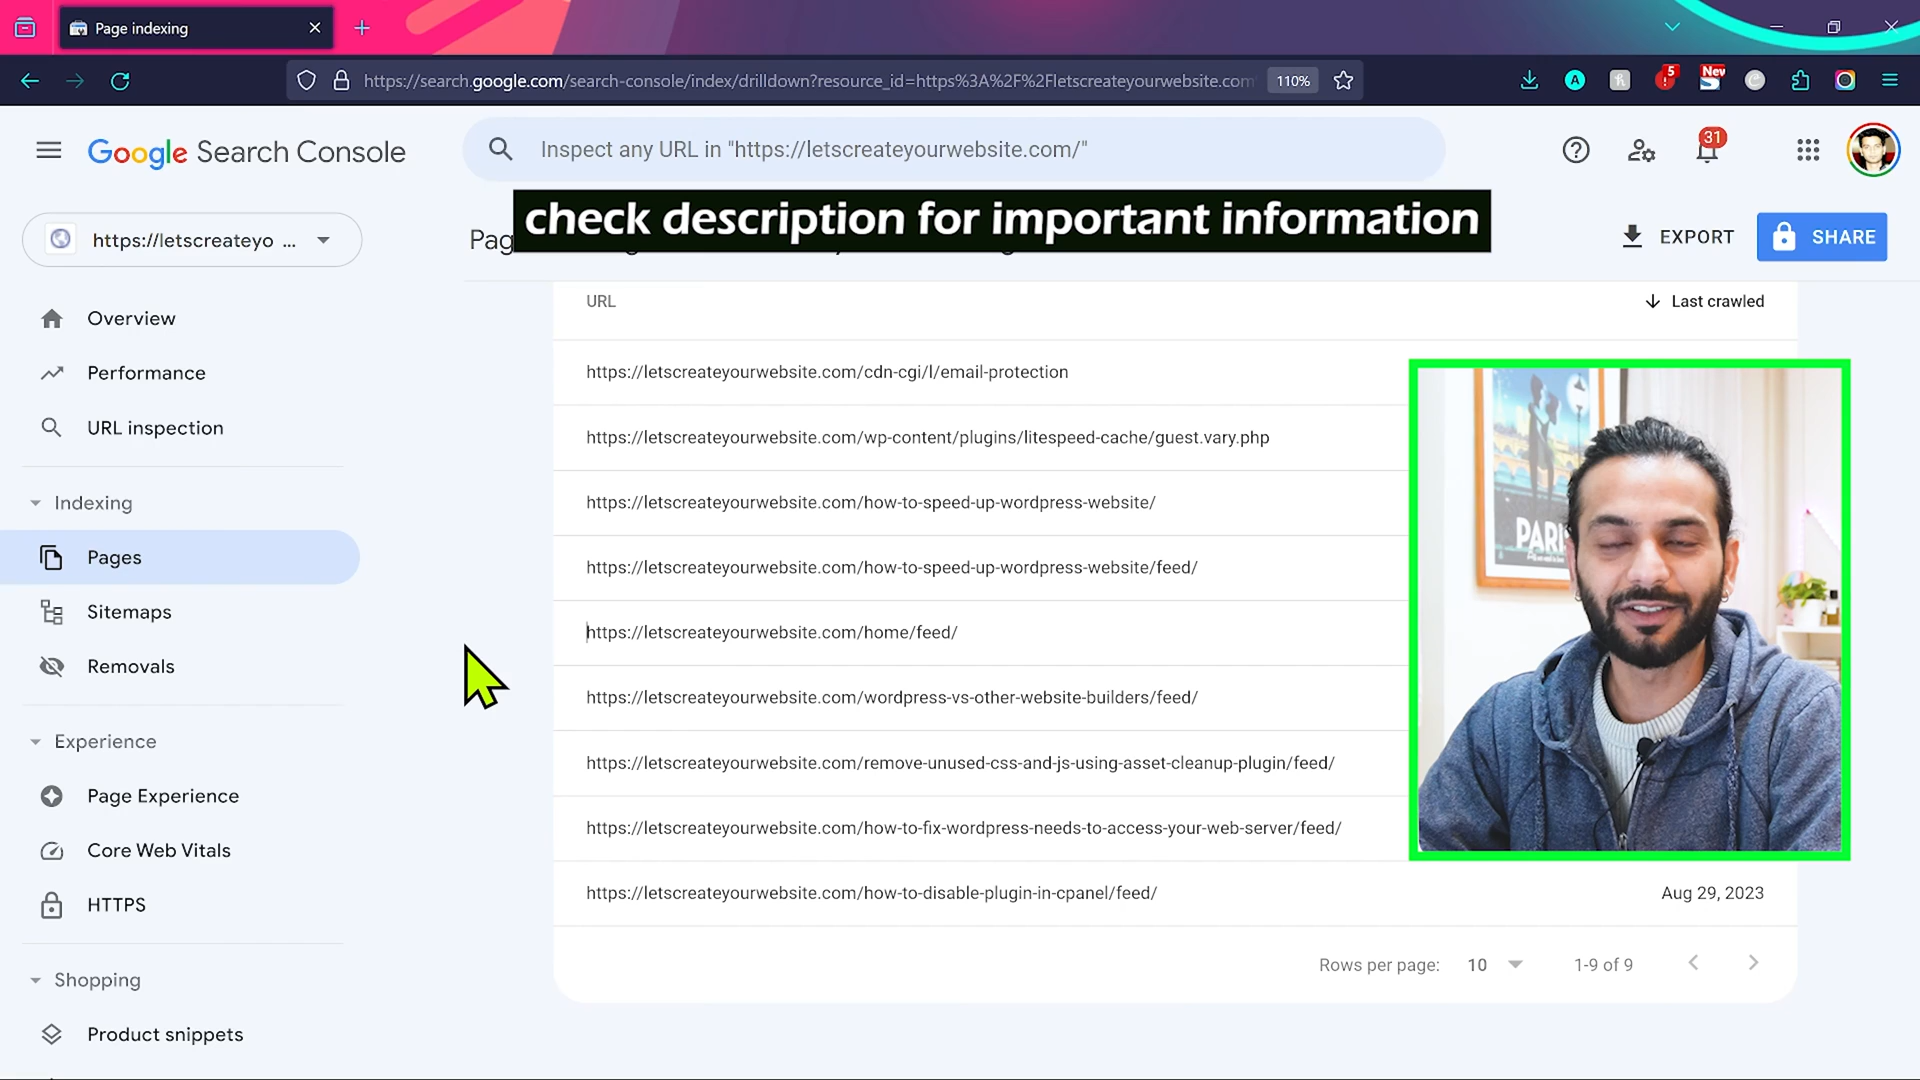 Page indexing
https://search.google.com/search-console/index/drilldown?resource_id=https%3A%2F%2Fletscreateyourwebsite.com
110%
A
5
New
Google Search Console
Inspect any URL in "https://letscreateyourwebsite.com/"
31
check description for important information
https://letscreateyo ...
Pag
EXPORT
SHARE
Overview
Performance
URL inspection
Indexing
Pages
Sitemaps
Removals
Experience
Page Experience
Core Web Vitals
HTTPS
Shopping
Product snippets
URL
Last crawled
https://letscreateyourwebsite.com/cdn-cgi/l/email-protection
https://letscreateyourwebsite.com/wp-content/plugins/litespeed-cache/guest.vary.php
https://letscreateyourwebsite.com/how-to-speed-up-wordpress-website/
https://letscreateyourwebsite.com/how-to-speed-up-wordpress-website/feed/
https://letscreateyourwebsite.com/home/feed/
https://letscreateyourwebsite.com/wordpress-vs-other-website-builders/feed/
https://letscreateyourwebsite.com/remove-unused-css-and-js-using-asset-cleanup-plugin/feed/
https://letscreateyourwebsite.com/how-to-fix-wordpress-needs-to-access-your-web-server/feed/
https://letscreateyourwebsite.com/how-to-disable-plugin-in-cpanel/feed/
Aug 29, 2023
Rows per page:
10
1-9 of 9
PARIS